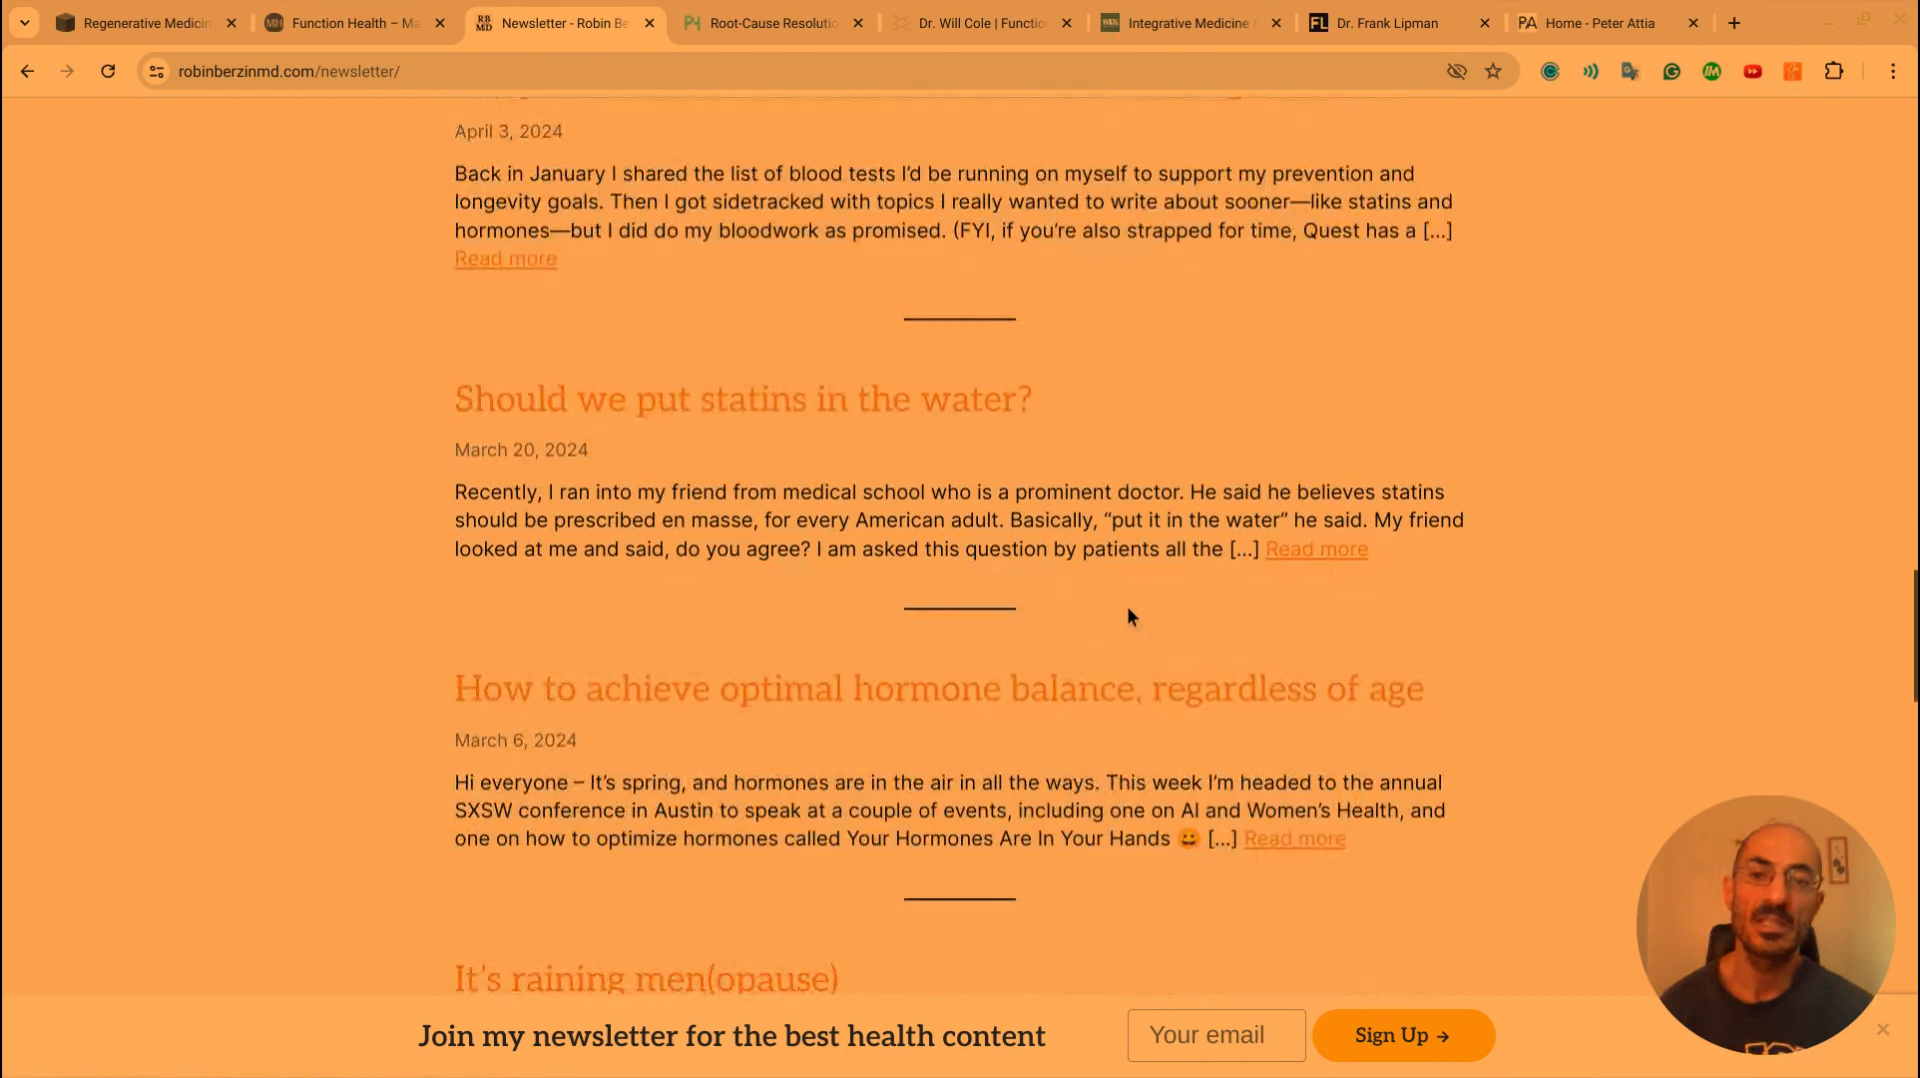 Regenerative Medicin
Function Health – Ma
RB MD
Newsletter - Robin Be
Root-Cause Resolutio
Dr. Will Cole | Functio
Integrative Medicine
FL
Dr. Frank Lipman
PA
Home - Peter Attia
robinberzinmd.com/newsletter/
April 3, 2024
Back in January I shared the list of blood tests I’d be running on myself to support my prevention and
longevity goals. Then I got sidetracked with topics I really wanted to write about sooner—like statins and
hormones—but I did do my bloodwork as promised. (FYI, if you’re also strapped for time, Quest has a [...]
Read more
Should we put statins in the water?
March 20, 2024
Recently, I ran into my friend from medical school who is a prominent doctor. He said he believes statins
should be prescribed en masse, for every American adult. Basically, “put it in the water” he said. My friend
looked at me and said, do you agree? I am asked this question by patients all the [...] Read more
How to achieve optimal hormone balance, regardless of age
March 6, 2024
Hi everyone – It’s spring, and hormones are in the air in all the ways. This week I’m headed to the annual
SXSW conference in Austin to speak at a couple of events, including one on AI and Women’s Health, and
one on how to optimize hormones called Your Hormones Are In Your Hands 😀 [...] Read more
It’s raining men(opause)
Join my newsletter for the best health content
Your email
Sign Up →